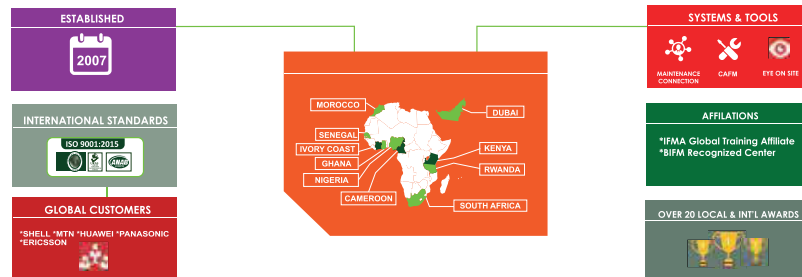 ESTABLISHED
2007
INTERNATIONAL STANDARDS
ISO 9001:2015
GLOBAL CUSTOMERS
*SHELL *MTN *HUAWEI *PANASONIC
*ERICSSON
MOROCCO
DUBAI
SENEGAL
IVORY COAST
GHANA
NIGERIA
CAMEROON
KENYA
RWANDA
SOUTH AFRICA
SYSTEMS & TOOLS
MAINTENANCE
CONNECTION
CAFM
EYE ON SITE
AFFILATIONS
*IFMA Global Training Affiliate
*BIFM Recognized Center
OVER 20 LOCAL & INT'L AWARDS